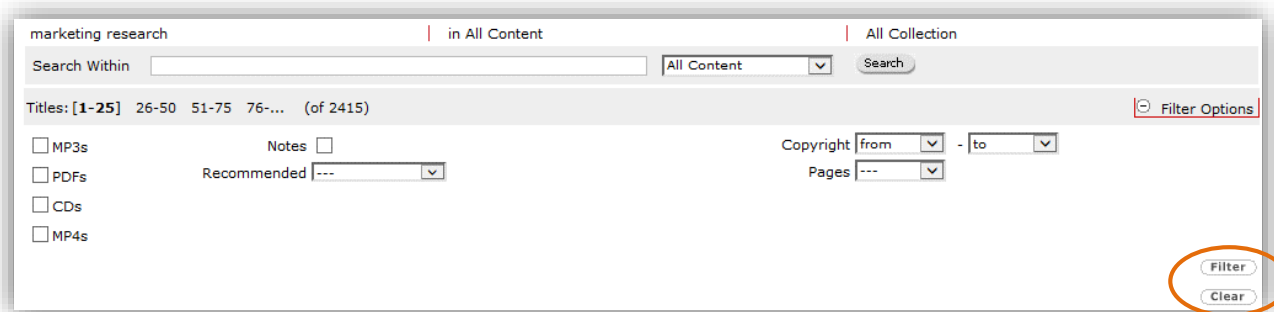 marketing research in All Content All Collection
Search Within All Content Search
Titles: [1-25] 26-50 51-75 76-... (of 2415) Filter Options
MP3s Notes Copyright from - to
PDFs Recommended --- Pages ---
CDs
MP4s
Filter
Clear